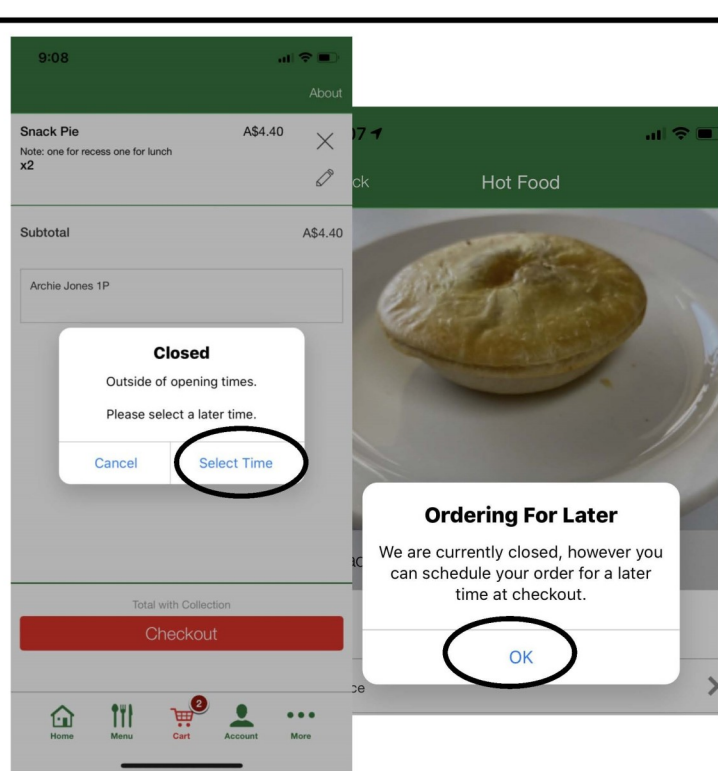 9:08
About
Snack Pie A$4.40
Note: one for recess one for lunch
x2
Subtotal A$4.40
Archie Jones 1P
Closed
Outside of opening times.
Please select a later time.
Cancel Select Time
Total with Collection
Checkout
2
Home Menu Cart Account More
07
ck Hot Food
Ordering For Later
We are currently closed, however you
can schedule your order for a later
time at checkout.
OK
ce